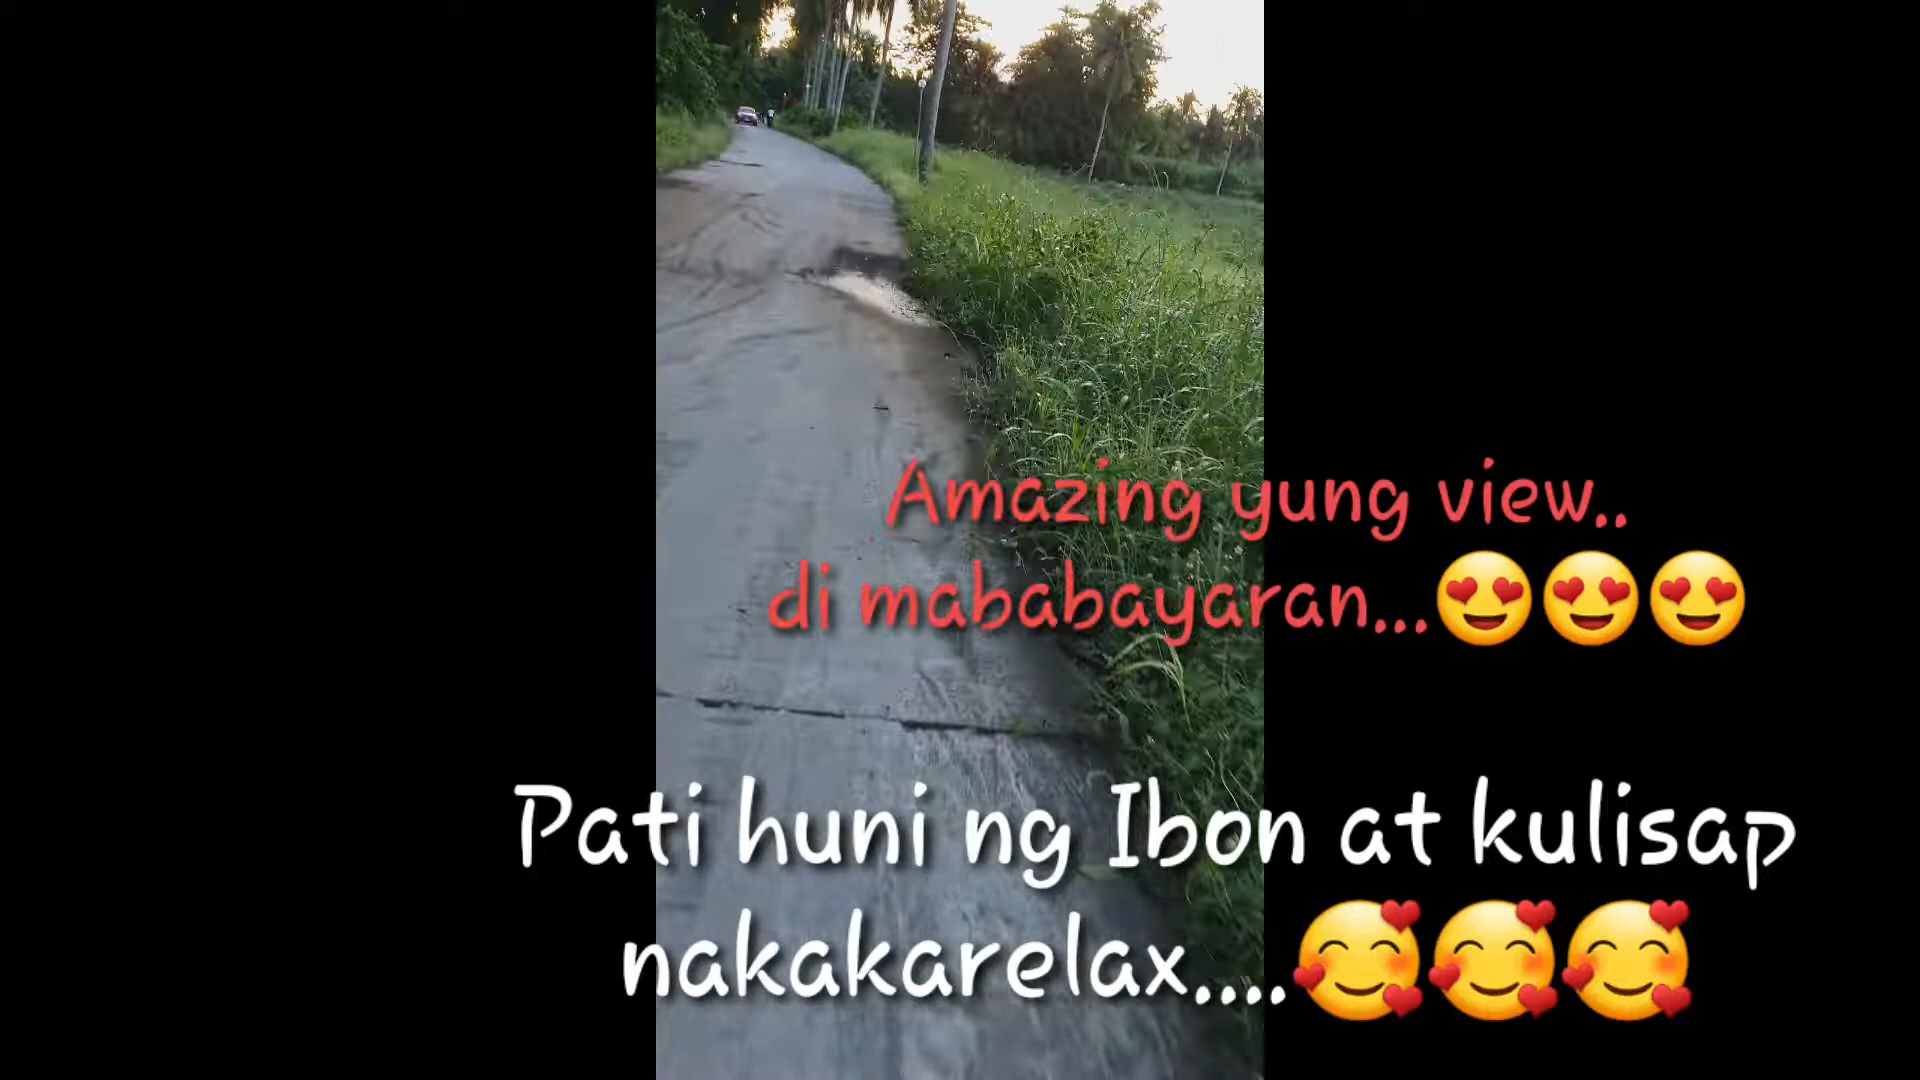 Amazing yung view..
di mababayaran...😍😍😍
Pati huni ng Ibon at kulisap
nakakarelax....🥰🥰🥰